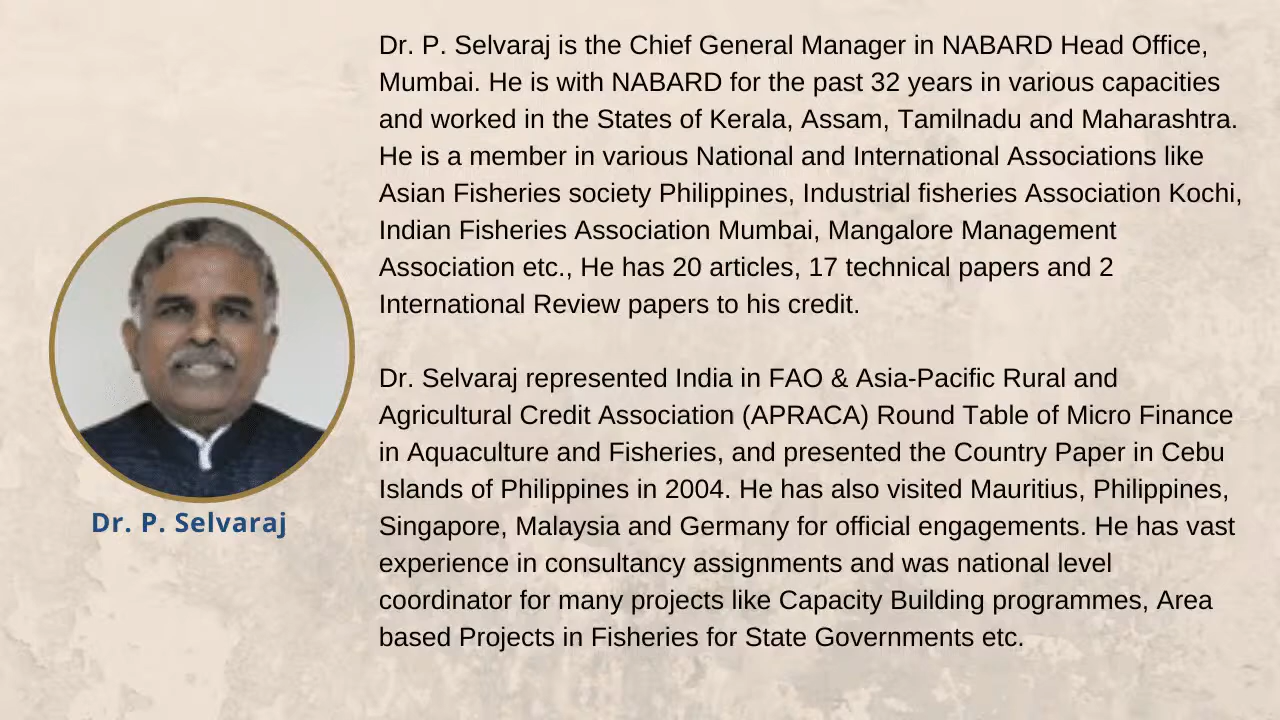 Dr. P. Selvaraj is the Chief General Manager in NABARD Head Office,
Mumbai. He is with NABARD for the past 32 years in various capacities
and worked in the States of Kerala, Assam, Tamilnadu and Maharashtra.
He is a member in various National and International Associations like
Asian Fisheries society Philippines, Industrial fisheries Association Kochi,
Indian Fisheries Association Mumbai, Mangalore Management
Association etc., He has 20 articles, 17 technical papers and 2
International Review papers to his credit.
Dr. Selvaraj represented India in FAO & Asia-Pacific Rural and
Agricultural Credit Association (APRACA) Round Table of Micro Finance
in Aquaculture and Fisheries, and presented the Country Paper in Cebu
Islands of Philippines in 2004. He has also visited Mauritius, Philippines,
Singapore, Malaysia and Germany for official engagements. He has vast
experience in consultancy assignments and was national level
coordinator for many projects like Capacity Building programmes, Area
based Projects in Fisheries for State Governments etc.
Dr. P. Selvaraj